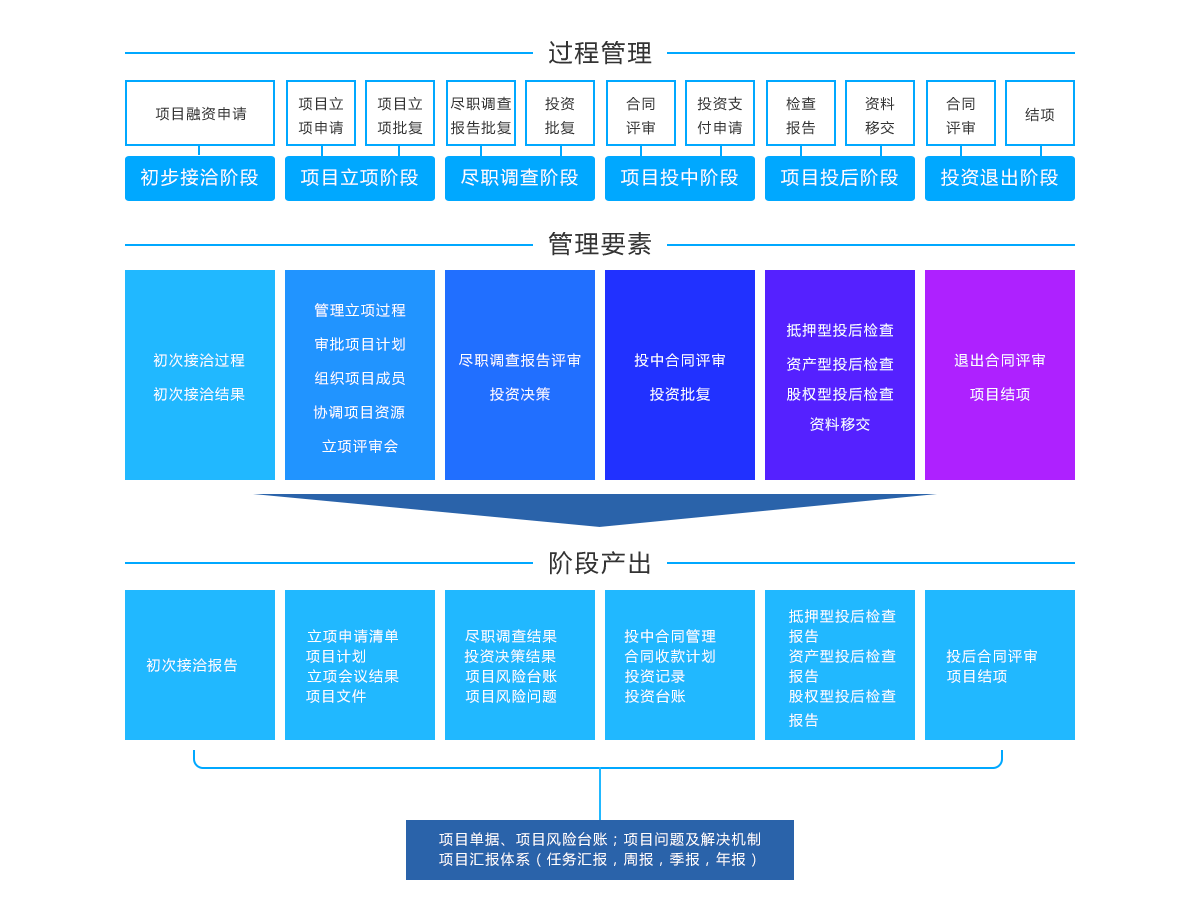 过程管理
项目融资申请
项目立
项申请
项目立
项批复
尽职调查
报告批复
投资
批复
合同
评审
投资支
付申请
检查
报告
资料
移交
合同
评审
结项
初步接洽阶段
项目立项阶段
尽职调查阶段
项目投中阶段
项目投后阶段
投资退出阶段
管理要素
初次接洽过程
初次接洽结果
管理立项过程
审批项目计划
组织项目成员
协调项目资源
立项评审会
尽职调查报告评审
投资决策
投中合同评审
投资批复
抵押型投后检查
资产型投后检查
股权型投后检查
资料移交
退出合同评审
项目结项
阶段产出
初次接洽报告
立项申请清单
项目计划
立项会议结果
项目文件
尽职调查结果
投资决策结果
项目风险台账
项目风险问题
投中合同管理
合同收款计划
投资记录
投资台账
抵押型投后检查
报告
资产型投后检查
报告
股权型投后检查
报告
投后合同评审
项目结项
项目单据、项目风险台账；项目问题及解决机制
项目汇报体系（任务汇报，周报，季报，年报）